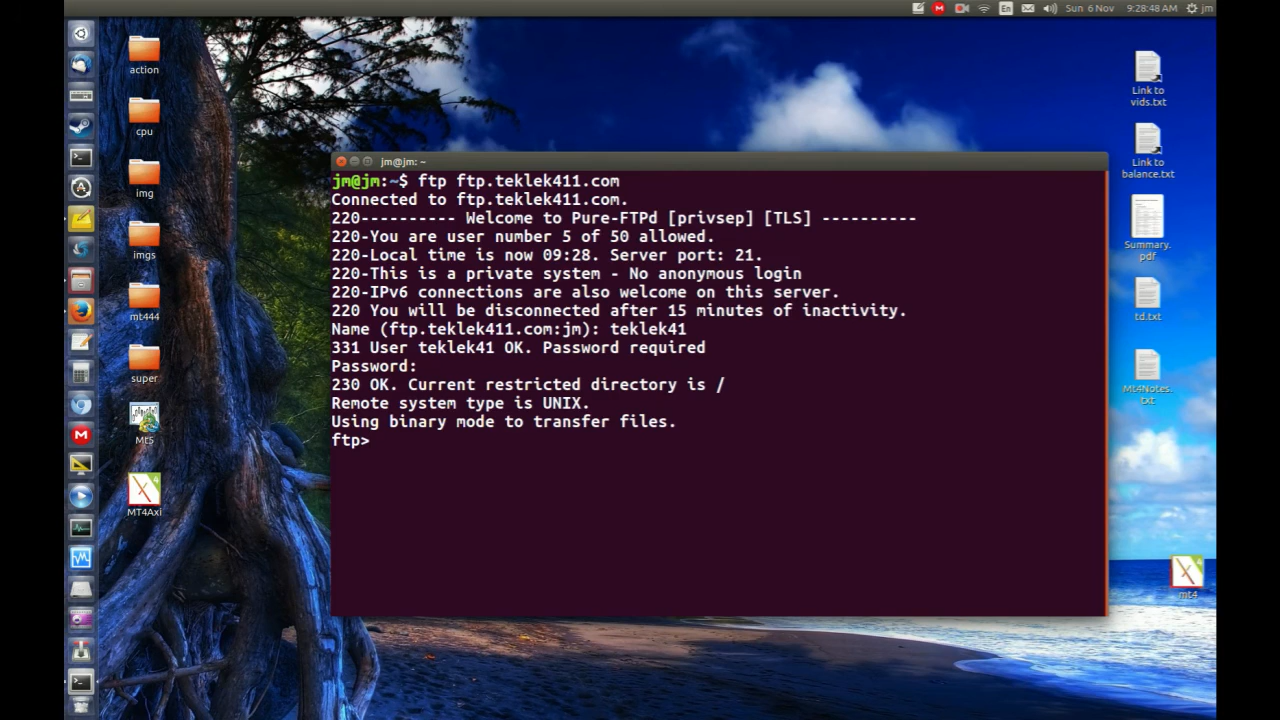 En
Sun 6 Nov
9:28:48 AM
jm
action
cpu
img
imgs
mt444
super
Mt5
MT4Axi
jm@jm: ~
jm@jm:~$ ftp ftp.teklek411.com
Connected to ftp.teklek411.com.
220---------- Welcome to Pure-FTPd [privsep] [TLS] ----------
220-You are user number 5 of 50 allowed.
220-Local time is now 09:28. Server port: 21.
220-This is a private system - No anonymous login
220-IPv6 connections are also welcome on this server.
220 You will be disconnected after 15 minutes of inactivity.
Name (ftp.teklek411.com:jm): teklek41
331 User teklek41 OK. Password required
Password:
230 OK. Current restricted directory is /
Remote system type is UNIX.
Using binary mode to transfer files.
ftp>
Link to
vids.txt
Link to
balance.txt
Summary.
pdf
td.txt
Mt4Notes.
txt
mt4